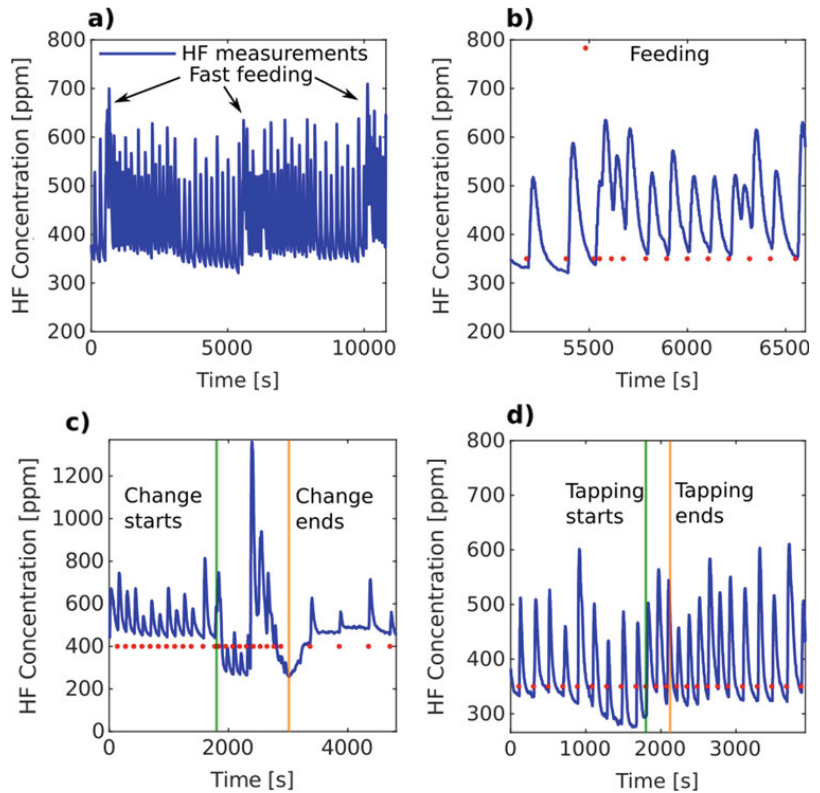 a)
HF Concentration [ppm]
800
700
600
500
400
300
200
HF measurements
Fast feeding
0
5000
10000
Time [s]
b)
HF Concentration [ppm]
800
700
600
500
400
300
200
Feeding
5500
6000
6500
Time [s]
c)
HF Concentration [ppm]
1200
1000
800
600
400
200
0
Change
starts
Change
ends
0
2000
4000
Time [s]
d)
HF Concentration [ppm]
800
700
600
500
400
300
Tapping
starts
Tapping
ends
0
1000
2000
3000
Time [s]